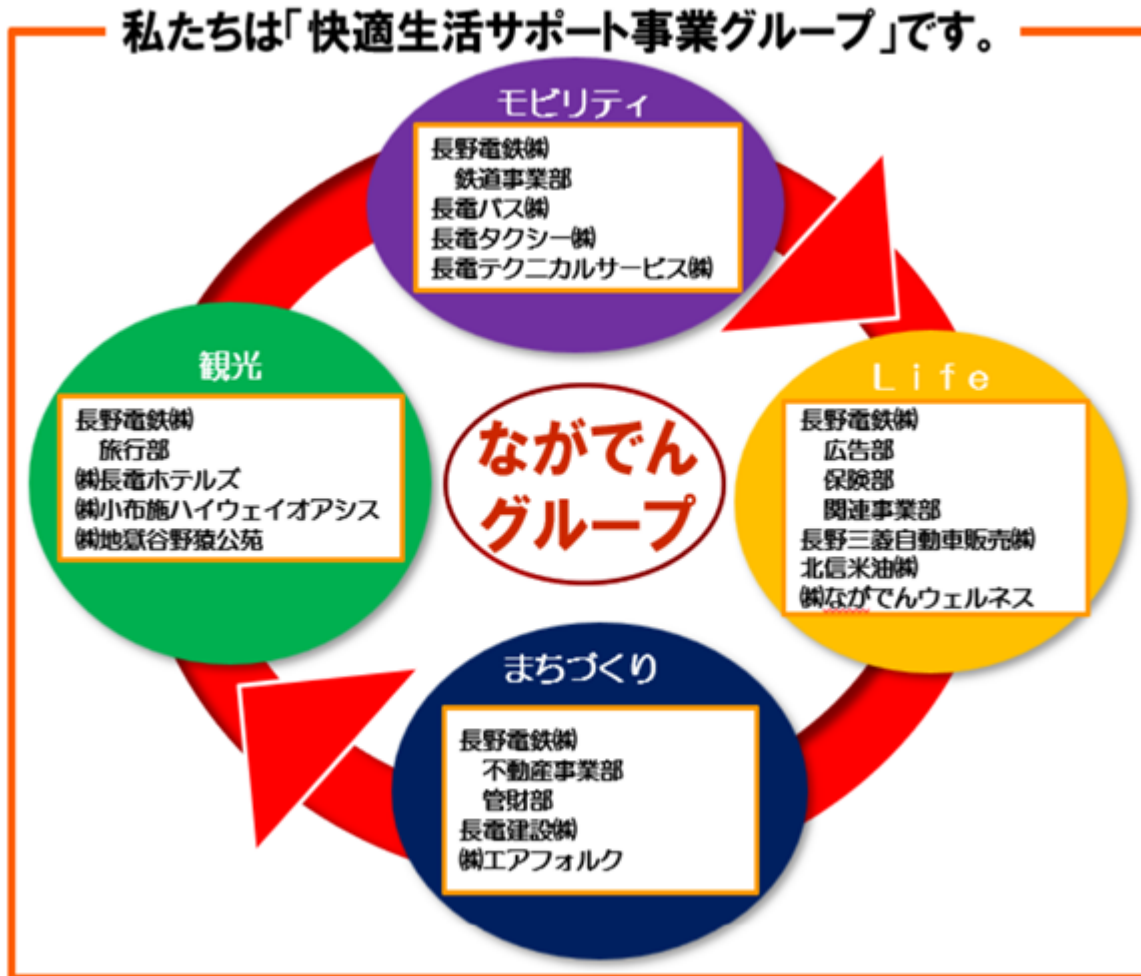 私たちは「快適生活サポート事業グループ」です。
モビリティ
長野電鉄㈱
鉄道事業部
長電バス㈱
長電タクシー㈱
長電テクニカルサービス㈱
観光
長野電鉄㈱
旅行部
㈱長電ホテルズ
㈱小布施ハイウェイオアシス
㈱地獄谷野猿公苑
ながでん
グループ
Life
長野電鉄㈱
広告部
保険部
関連事業部
長野三菱自動車販売㈱
北信米油㈱
㈱ながでんウェルネス
まちづくり
長野電鉄㈱
不動産事業部
管財部
長電建設㈱
㈱エアフォルク